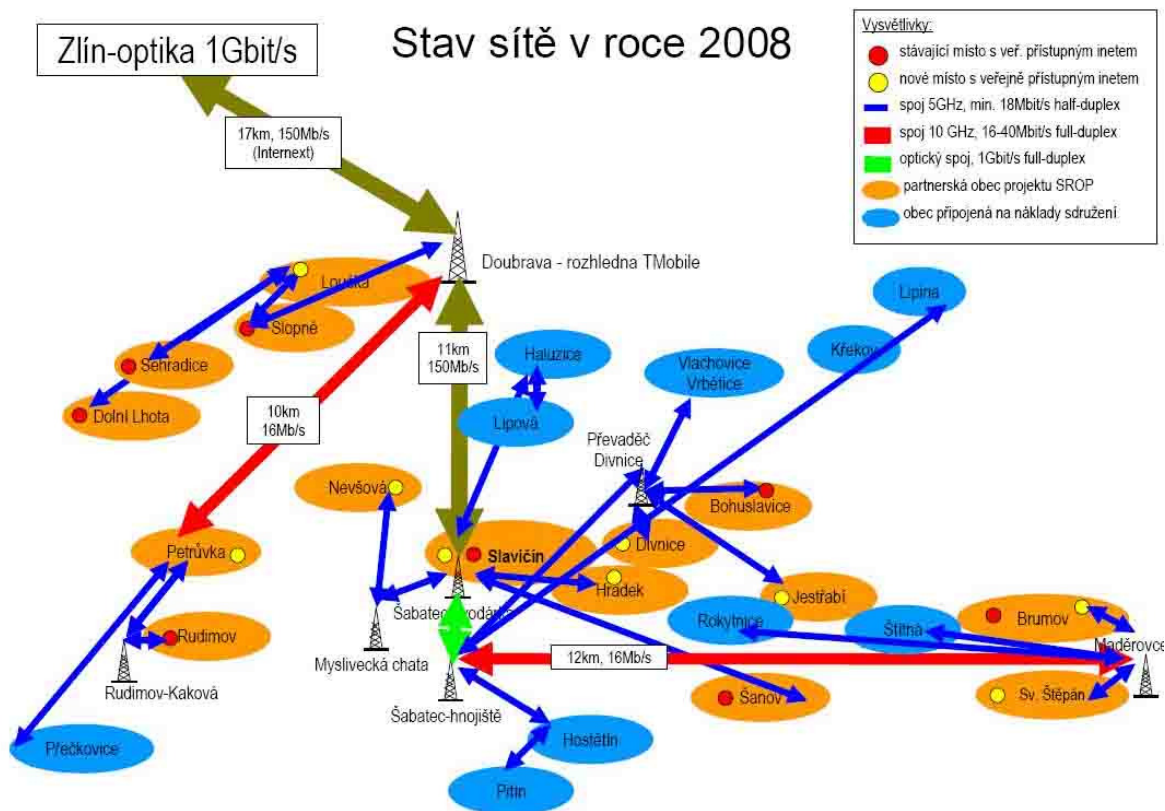 Zlín-optika 1Gbit/s
Stav sítě v roce 2008
Vysvětlivky:
stávající místo s veř. přístupným inetem
nové místo s veřejně přístupným inetem
spoj 5GHz, min. 18Mbit/s half-duplex
spoj 10 GHz, 16-40Mbit/s full-duplex
optický spoj, 1Gbit/s full-duplex
partnerská obec projektu SROP
obec připojená na náklady sdružení
17km, 150Mb/s
(Internext)
Doubrava - rozhledna TMobile
Loučka
Slopné
Sehradice
Dolní Lhota
10km
16Mb/s
11km
150Mb/s
Haluzice
Lipová
Vlachovice
Vrbětice
Křekov
Lipina
Převaděč
Divnice
Nevšová
Bohuslavice
Petrůvka
Slavičín
Divnice
Hrádek
Jestřabí
Rudimov
Rudimov-Kaková
Myslivecká chata
Šabatec-vodárka
Rokytnice
Štítná
Brumov
Maděrovce
12km, 16Mb/s
Šabatec-hnojiště
Šanov
Sv. Štěpán
Přečkovice
Hostětín
Pitín